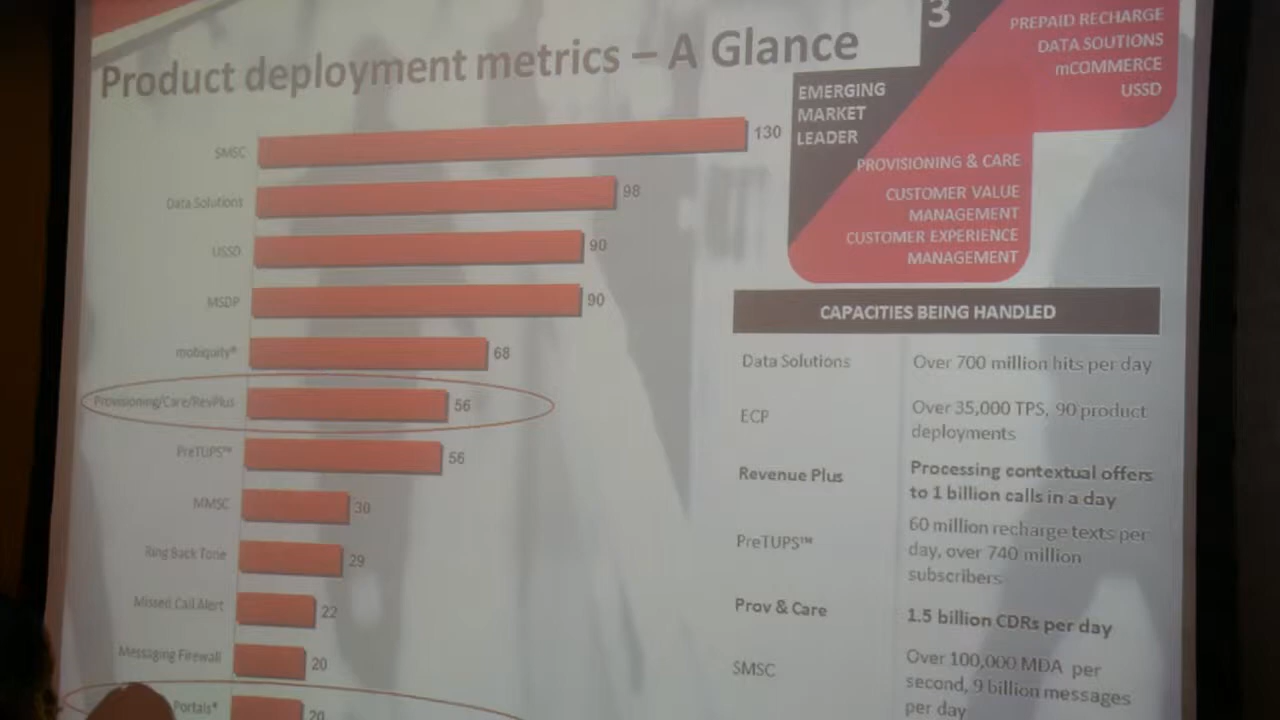 Product deployment metrics – A Glance
SMSC 130
Data Solutions 98
USSD 90
MSDP 90
mobiquity® 68
Provisioning/Care/RevPlus 56
PreTUPS™ 56
MMSC 30
Ring Back Tone 29
Missed Call Alert 22
Messaging Firewall 20
Portals* 20
3
PREPAID RECHARGE
DATA SOUTIONS
mCOMMERCE
USSD
EMERGING
MARKET
LEADER
PROVISIONING & CARE
CUSTOMER VALUE
MANAGEMENT
CUSTOMER EXPERIENCE
MANAGEMENT
CAPACITIES BEING HANDLED
Data Solutions Over 700 million hits per day
ECP Over 35,000 TPS, 90 product
deployments
Revenue Plus Processing contextual offers
to 1 billion calls in a day
PreTUPS™ 60 million recharge texts per
day, over 740 million
subscribers
Prov & Care 1.5 billion CDRs per day
SMSC Over 100,000 MDA per
second, 9 billion messages
per day